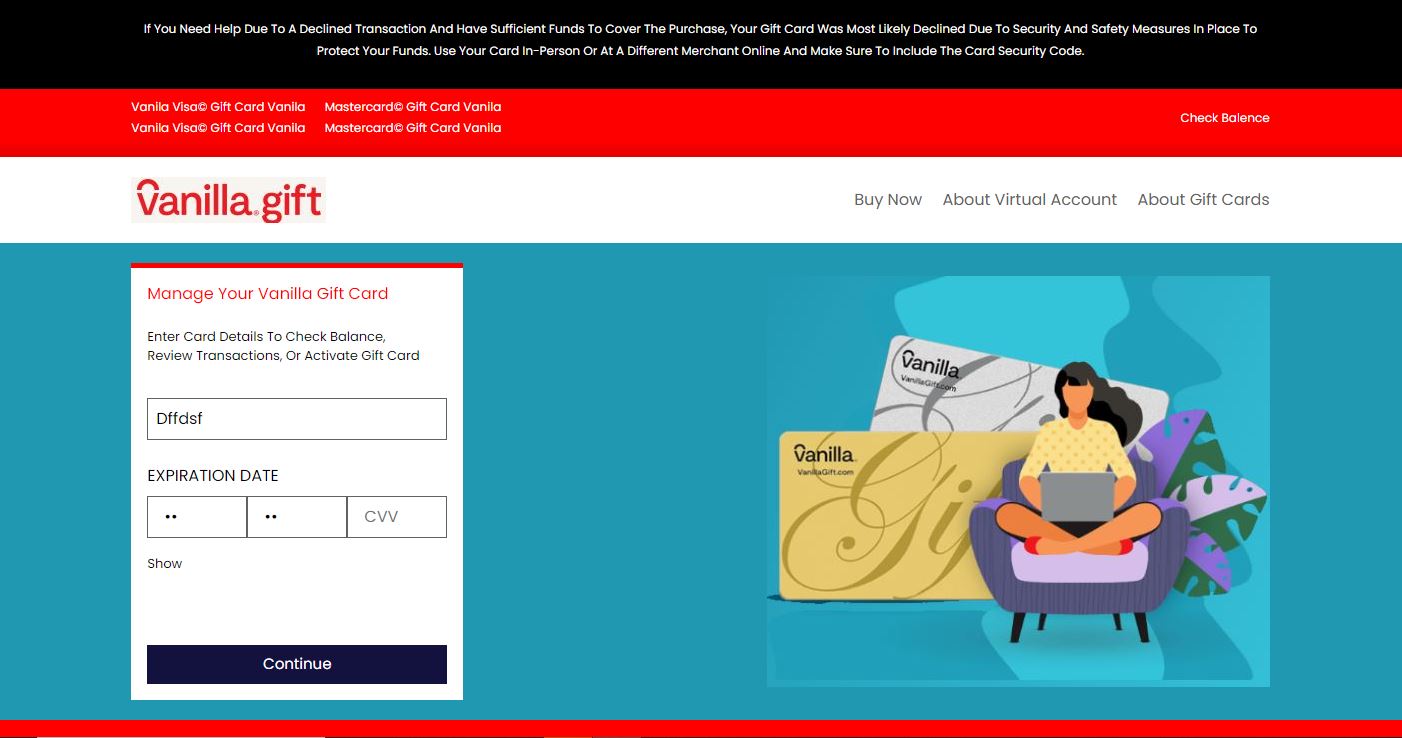 If You Need Help Due To A Declined Transaction And Have Sufficient Funds To Cover The Purchase, Your Gift Card Was Most Likely Declined Due To Security And Safety Measures In Place To
Protect Your Funds. Use Your Card In-Person Or At A Different Merchant Online And Make Sure To Include The Card Security Code.
Vanila Visa© Gift Card Vanila Mastercard© Gift Card Vanila
Vanila Visa© Gift Card Vanila Mastercard© Gift Card Vanila
Check Balence
Vanilla® gift
Buy Now About Virtual Account About Gift Cards
Manage Your Vanilla Gift Card
Enter Card Details To Check Balance,
Review Transactions, Or Activate Gift Card
Dffdsf
EXPIRATION DATE
•• •• CVV
Show
Continue
Vanilla
VanillaGift.com
Vanilla
VanillaGift.com